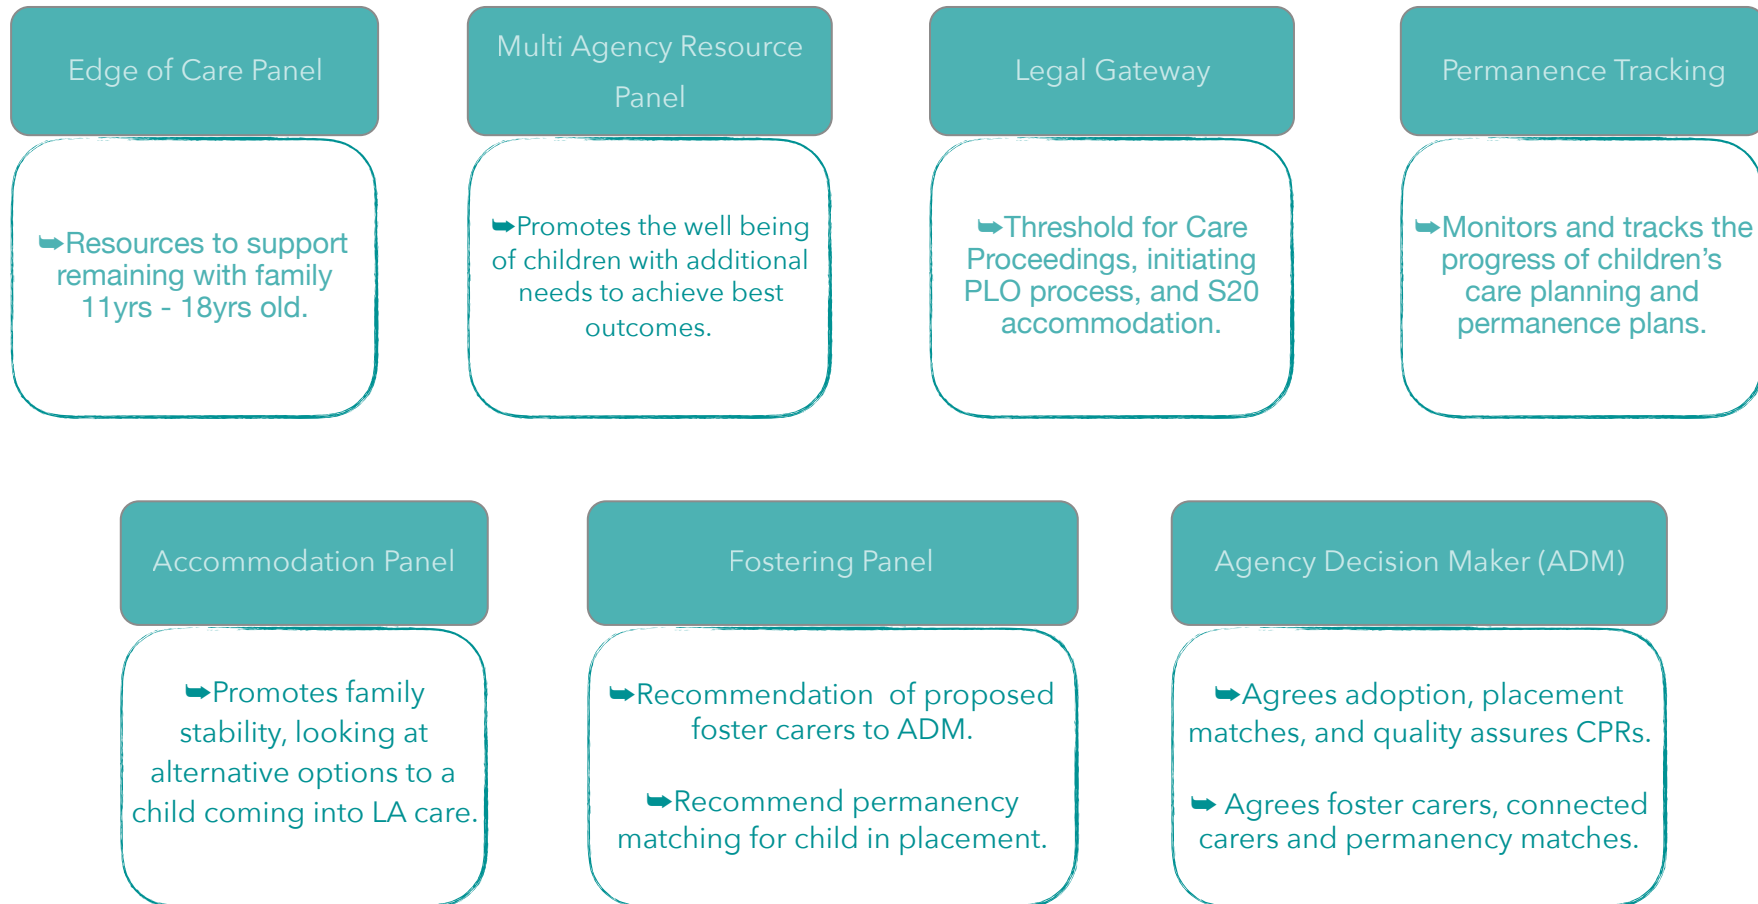 Edge of Care Panel
➥Resources to support
remaining with family
11yrs - 18yrs old.
Multi Agency Resource
Panel
➥Promotes the well being
of children with additional
needs to achieve best
outcomes.
Legal Gateway
➥Threshold for Care
Proceedings, initiating
PLO process, and S20
accommodation.
Permanence Tracking
➥Monitors and tracks the
progress of children’s
care planning and
permanence plans.
Accommodation Panel
➥Promotes family
stability, looking at
alternative options to a
child coming into LA care.
Fostering Panel
➥Recommendation  of proposed
foster carers to ADM.
➥Recommend permanency
matching for child in placement.
Agency Decision Maker (ADM)
➥Agrees adoption, placement
matches, and quality assures CPRs.
➥ Agrees foster carers, connected
carers and permanency matches.